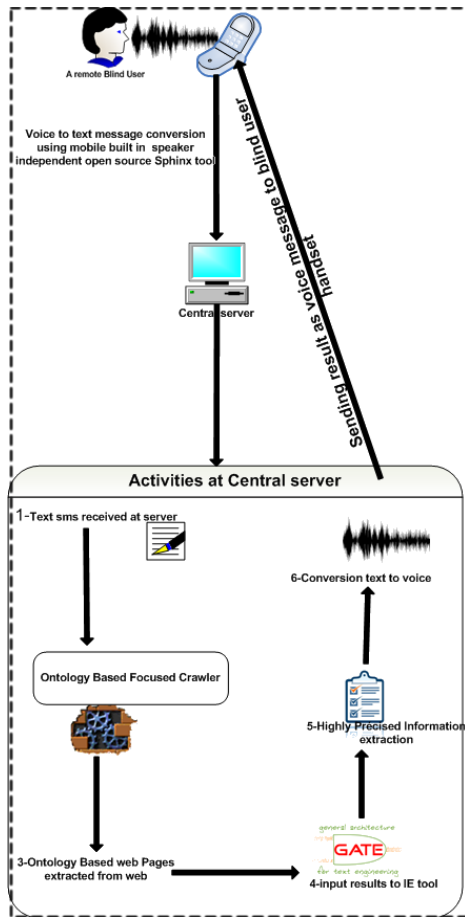 A remote Blind User
Voice to text message conversion
using mobile built in speaker
independent open source Sphinx tool
Sending result as voice message to blind user
handset
Central server
Activities at Central server
1-Text sms received at server
6-Conversion text to voice
Ontology Based Focused Crawler
5-Highly Precised Information
extraction
3-Ontology Based web Pages
extracted from web
general architecture
GATE
for text engineering
4-input results to IE tool